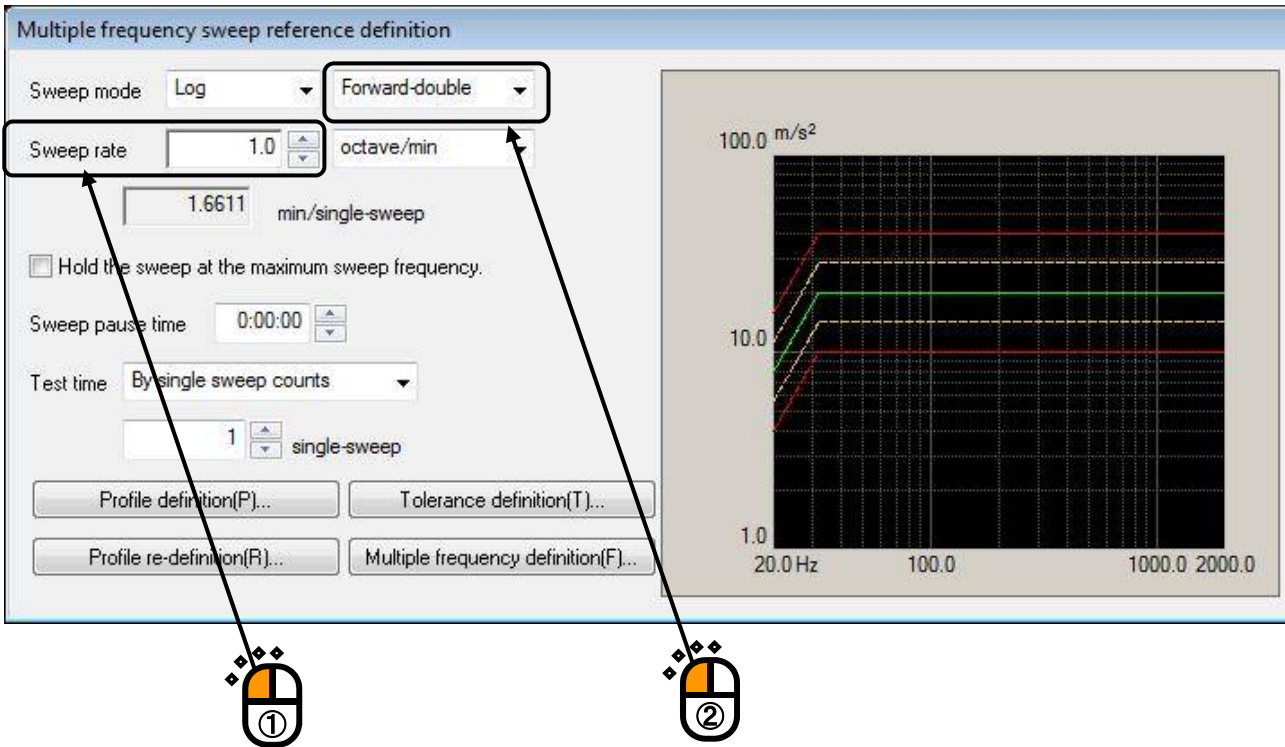 Multiple frequency sweep reference definition
Sweep mode Log Forward-double
Sweep rate 1.0 octave/min
1.6611 min/single-sweep
Hold the sweep at the maximum sweep frequency.
Sweep pause time 0:00:00
Test time By single sweep counts
1 single-sweep
Profile definition(P)... Tolerance definition(T)...
Profile re-definition(R)... Multiple frequency definition(F)...
100.0 m/s²
10.0
1.0
20.0 Hz 100.0 1000.0 2000.0
① ②